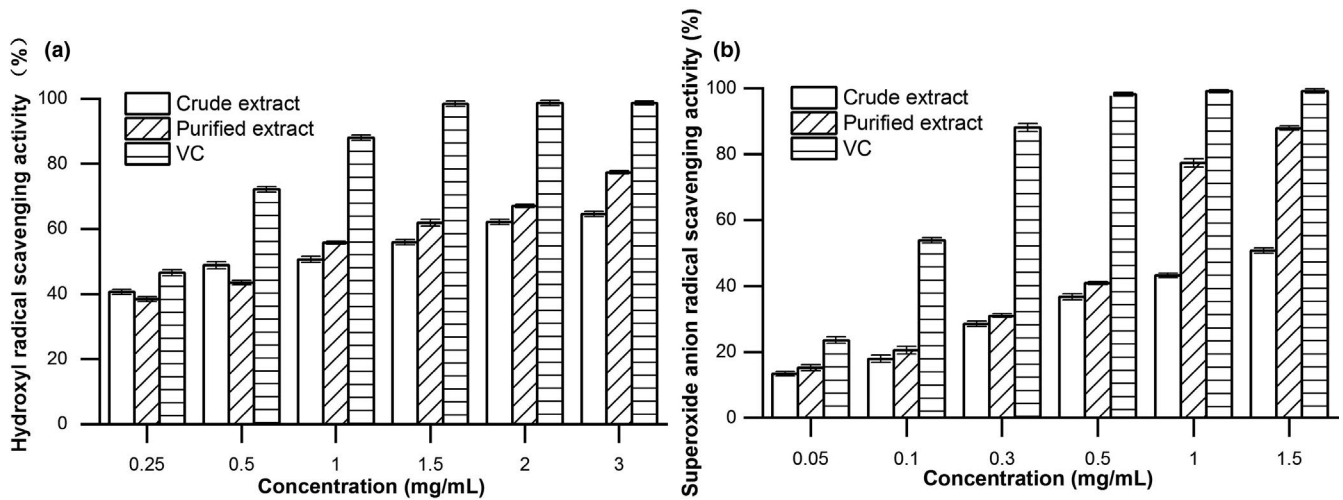 (a)
Hydroxyl radical scavenging activity (%)
100
80
60
40
20
0
Crude extract
Purified extract
VC
0.25 0.5 1 1.5 2 3
Concentration (mg/mL)
(b)
Superoxide anion radical scavenging activity (%)
100
80
60
40
20
0
Crude extract
Purified extract
VC
0.05 0.1 0.3 0.5 1 1.5
Concentration (mg/mL)